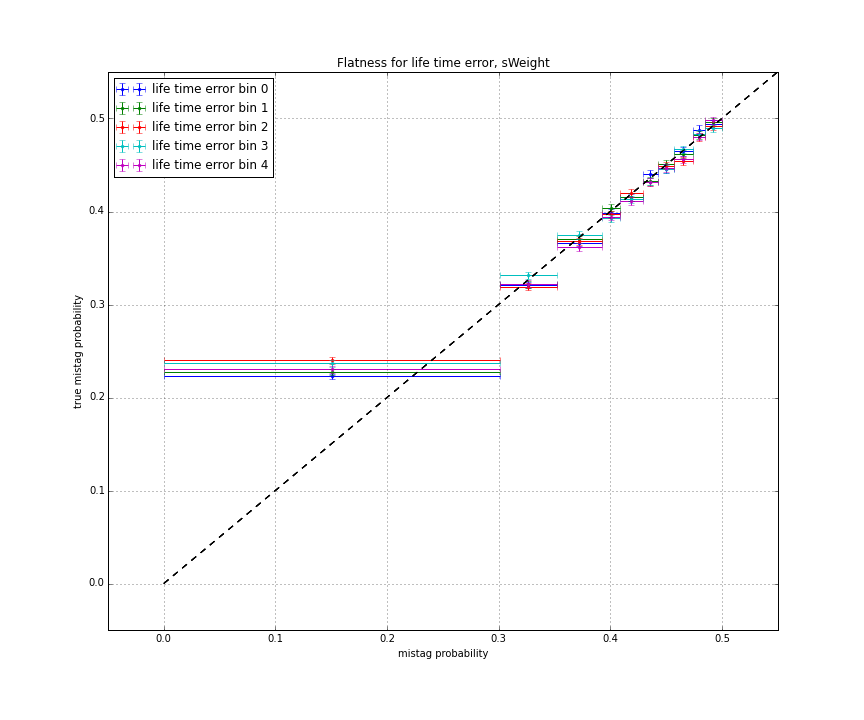 Flatness for life time error, sWeight
life time error bin 0
life time error bin 1
life time error bin 2
life time error bin 3
life time error bin 4
true mistag probability
0.5
0.4
0.3
0.2
0.1
0.0
0.0 0.1 0.2 0.3 0.4 0.5
mistag probability